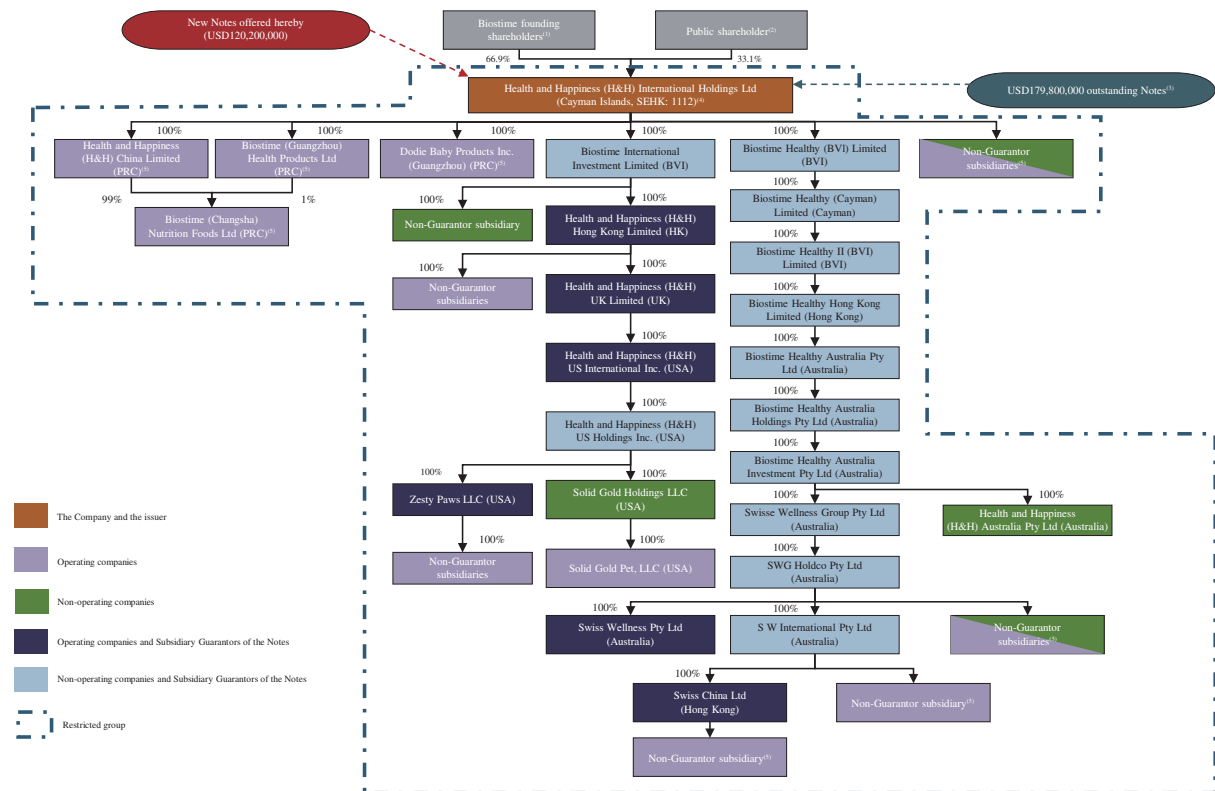 New Notes offered hereby
(USD120,200,000)
Biostime founding
shareholders(1)
Public shareholder(2)
66.9%
33.1%
Health and Happiness (H&H) International Holdings Ltd
(Cayman Islands, SEHK: 1112)(4)
USD179,800,000 outstanding Notes(3)
100%
100%
100%
100%
100%
100%
Health and Happiness
(H&H) China Limited
(PRC)(5)
Biostime (Guangzhou)
Health Products Ltd
(PRC)(5)
Dodie Baby Products Inc.
(Guangzhou) (PRC)(5)
Biostime International
Investment Limited (BVI)
Biostime Healthy (BVI) Limited
(BVI)
Non-Guarantor
subsidiaries(5)
99%
1%
100%
100%
100%
Biostime (Changsha)
Nutrition Foods Ltd (PRC)(5)
Non-Guarantor subsidiary
Health and Happiness (H&H)
Hong Kong Limited (HK)
Biostime Healthy (Cayman)
Limited (Cayman)
100%
Biostime Healthy II (BVI)
Limited (BVI)
100%
100%
100%
Non-Guarantor
subsidiaries
Health and Happiness (H&H)
UK Limited (UK)
Biostime Healthy Hong Kong
Limited (Hong Kong)
100%
100%
Health and Happiness (H&H)
US International Inc. (USA)
Biostime Healthy Australia Pty
Ltd (Australia)
100%
100%
Health and Happiness (H&H)
US Holdings Inc. (USA)
Biostime Healthy Australia
Holdings Pty Ltd (Australia)
100%
Biostime Healthy Australia
Investment Pty Ltd (Australia)
100%
100%
100%
100%
Zesty Paws LLC (USA)
Solid Gold Holdings LLC
(USA)
Swisse Wellness Group Pty Ltd
(Australia)
Health and Happiness
(H&H) Australia Pty Ltd (Australia)
100%
100%
100%
Non-Guarantor
subsidiaries
Solid Gold Pet, LLC (USA)
SWG Holdco Pty Ltd
(Australia)
100%
100%
100%
Swiss Wellness Pty Ltd
(Australia)
S W International Pty Ltd
(Australia)
Non-Guarantor
subsidiaries(5)
100%
Swiss China Ltd
(Hong Kong)
Non-Guarantor subsidiary(5)
Non-Guarantor subsidiary(5)
The Company and the issuer
Operating companies
Non-operating companies
Operating companies and Subsidiary Guarantors of the Notes
Non-operating companies and Subsidiary Guarantors of the Notes
Restricted group